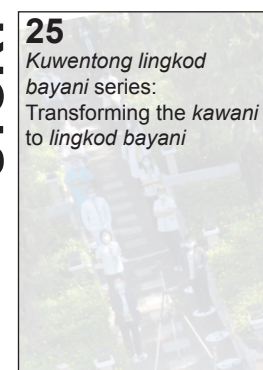 25
Kuwentong lingkod
bayani series:
Transforming the kawani
to lingkod bayani